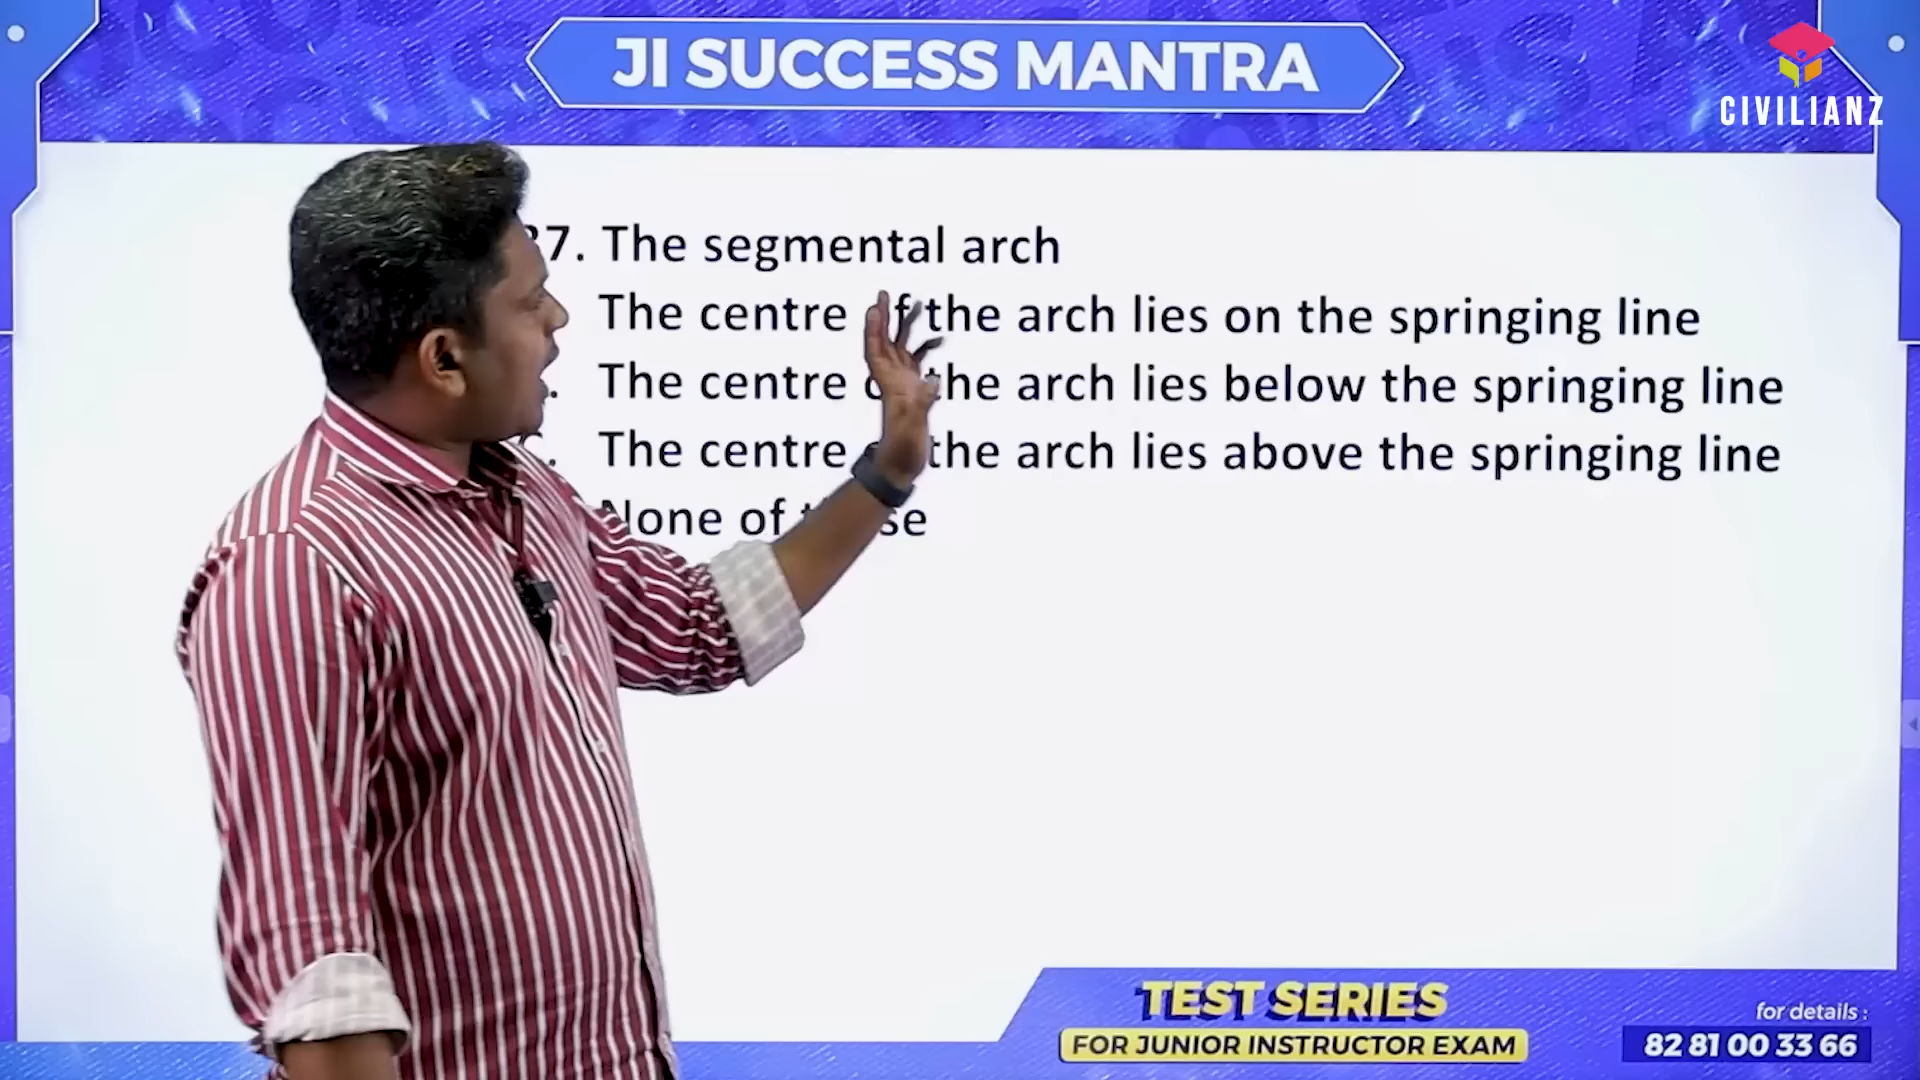 JI SUCCESS MANTRA
CIVILIANZ
7. The segmental arch
The centre of the arch lies on the springing line
The centre the arch lies below the springing line
C. The centre the arch lies above the springing line
None of
TEST SERIES
FOR JUNIOR INSTRUCTOR EXAM
for details :
82 81 00 33 66